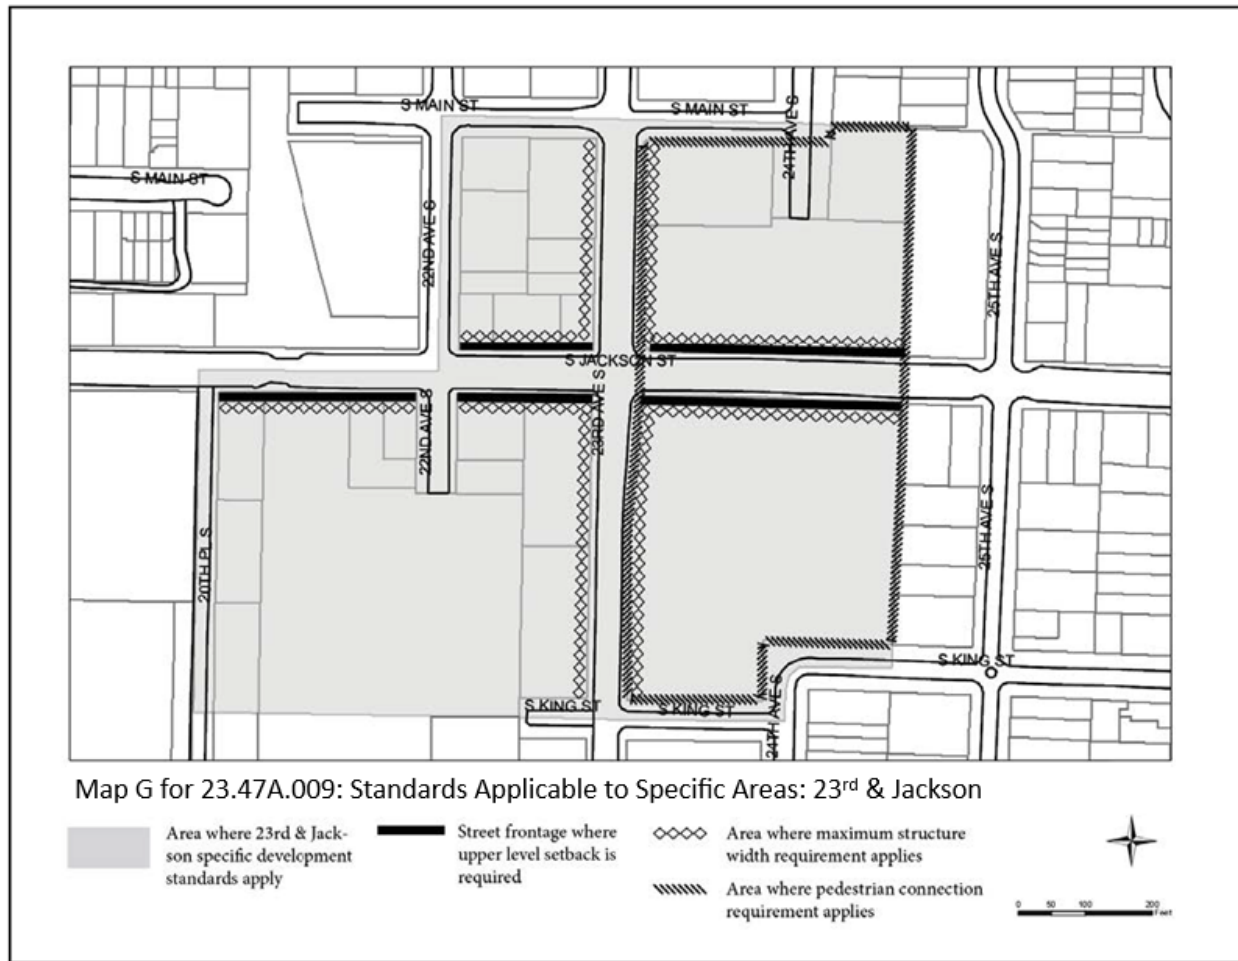 S MAIN ST
S MAIN ST
24TH AVE S
S MAIN ST
22ND AVE S
25TH AVE S
S JACKSON ST
22ND AVE S
23RD AVE S
25TH AVE S
20TH PL S
S KING ST
S KING ST
S KING ST
24TH AVE S
Map G for 23.47A.009: Standards Applicable to Specific Areas: 23rd & Jackson
Area where 23rd & Jack-
son specific development
standards apply
Street frontage where
upper level setback is
required
Area where maximum structure
width requirement applies
Area where pedestrian connection
requirement applies
0 50 100 200
Feet